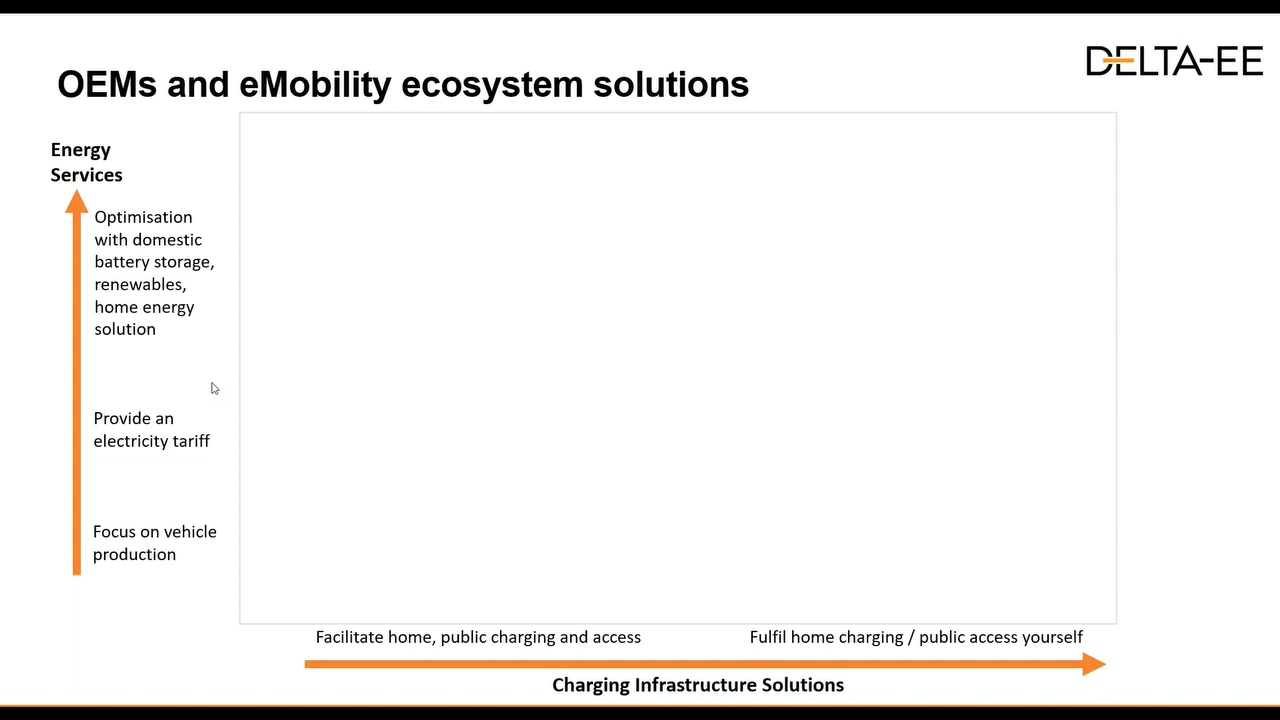 DELTA-EE
OEMs and eMobility ecosystem solutions
Energy
Services
Optimisation
with domestic
battery storage,
renewables,
home energy
solution
Provide an
electricity tariff
Focus on vehicle
production
Facilitate home, public charging and access
Fulfil home charging / public access yourself
Charging Infrastructure Solutions